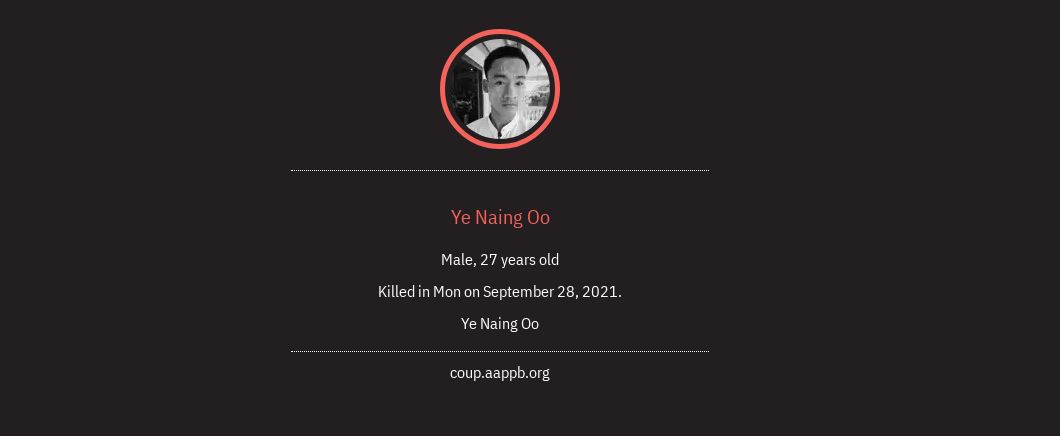 Ye Naing Oo
Male, 27 years old
Killed in Mon on September 28, 2021.
Ye Naing Oo
coup.aappb.org